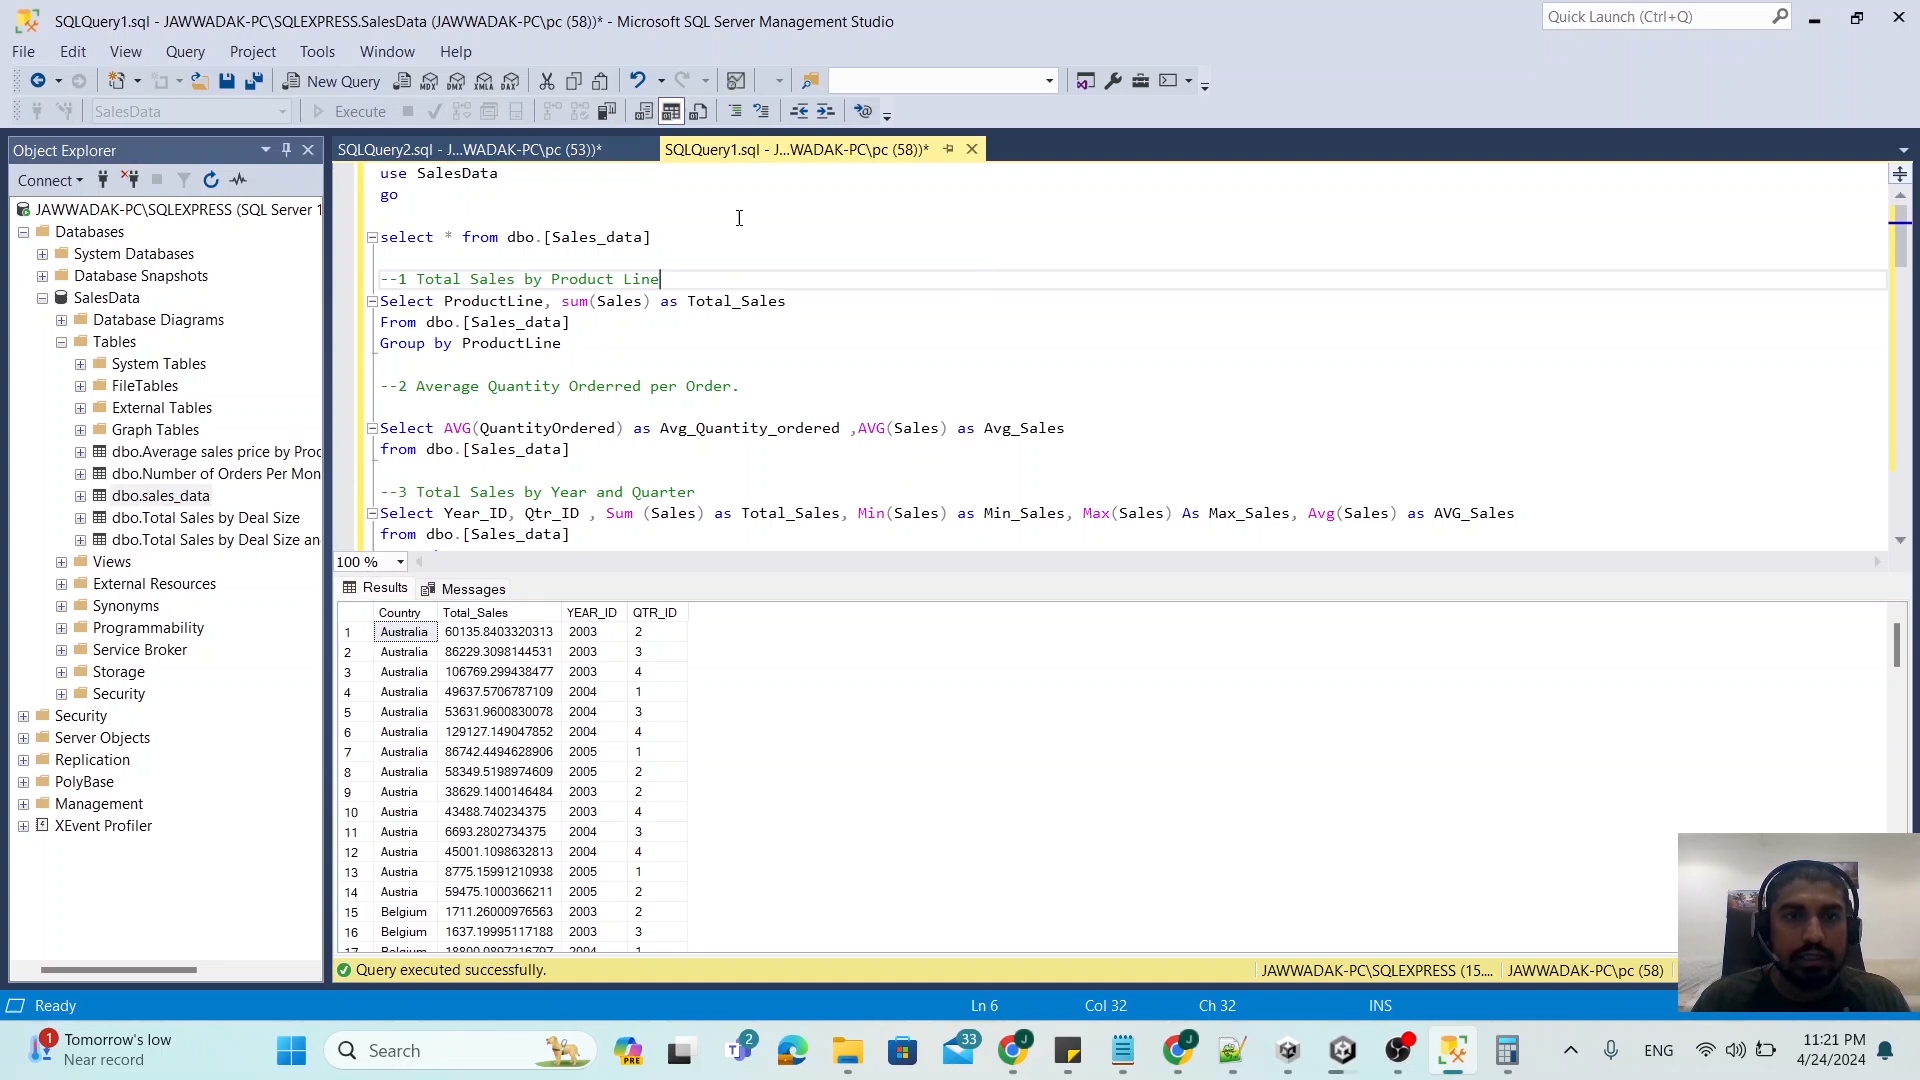 SQLQuery1.sql - JAWWADAK-PC\SQLEXPRESS.SalesData (JAWWADAK-PC\pc (58))* - Microsoft SQL Server Management Studio
Quick Launch (Ctrl+Q)
File Edit View Query Project Tools Window Help
New Query MDX DMX XMLA DAX
SalesData Execute
Object Explorer
Connect
JAWWADAK-PC\SQLEXPRESS (SQL Server 1
Databases
System Databases
Database Snapshots
SalesData
Database Diagrams
Tables
System Tables
FileTables
External Tables
Graph Tables
dbo.Average sales price by Proc
dbo.Number of Orders Per Mon
dbo.sales_data
dbo.Total Sales by Deal Size
dbo.Total Sales by Deal Size an
Views
External Resources
Synonyms
Programmability
Service Broker
Storage
Security
Security
Server Objects
Replication
PolyBase
Management
XEvent Profiler
SQLQuery2.sql - J...WADAK-PC\pc (53))*
SQLQuery1.sql - J...WADAK-PC\pc (58))*
use SalesData
go
select * from dbo.[Sales_data]
--1 Total Sales by Product Line
Select ProductLine, sum(Sales) as Total_Sales
From dbo.[Sales_data]
Group by ProductLine
--2 Average Quantity Orderred per Order.
Select AVG(QuantityOrdered) as Avg_Quantity_ordered ,AVG(Sales) as Avg_Sales
from dbo.[Sales_data]
--3 Total Sales by Year and Quarter
Select Year_ID, Qtr_ID , Sum (Sales) as Total_Sales, Min(Sales) as Min_Sales, Max(Sales) As Max_Sales, Avg(Sales) as AVG_Sales
from dbo.[Sales_data]
100 %
Results Messages
Country Total_Sales YEAR_ID QTR_ID
1 Australia 60135.8403320313 2003 2
2 Australia 86229.3098144531 2003 3
3 Australia 106769.299438477 2003 4
4 Australia 49637.5706787109 2004 1
5 Australia 53631.9600830078 2004 3
6 Australia 129127.149047852 2004 4
7 Australia 86742.4494628906 2005 1
8 Australia 58349.5198974609 2005 2
9 Austria 38629.1400146484 2003 2
10 Austria 43488.740234375 2003 4
11 Austria 6693.2802734375 2004 3
12 Austria 45001.1098632813 2004 4
13 Austria 8775.15991210938 2005 1
14 Austria 59475.1000366211 2005 2
15 Belgium 1711.26000976563 2003 2
16 Belgium 1637.19995117188 2003 3
17 Belgium 18800.0897216797 2004 1
Query executed successfully.
JAWWADAK-PC\SQLEXPRESS (15.... JAWWADAK-PC\pc (58)
Ready Ln 6 Col 32 Ch 32 INS
1 Tomorrow's low
Near record
Search
PRE
2
33
J
J
ENG
11:21 PM
4/24/2024